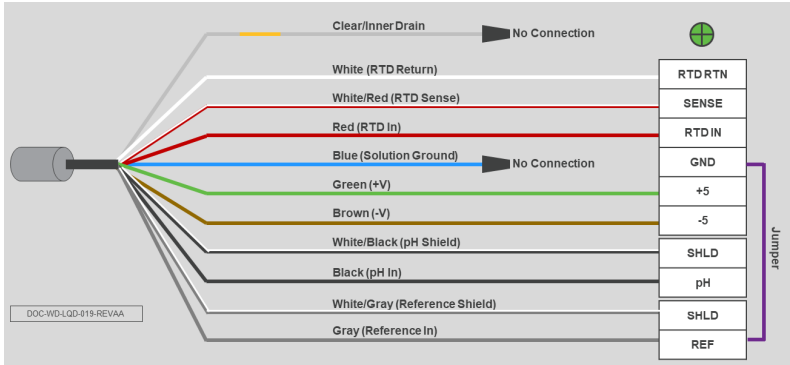 Clear/Inner Drain
No Connection
White (RTD Return)
RTD RTN
White/Red (RTD Sense)
SENSE
Red (RTD In)
RTD IN
Blue (Solution Ground)
No Connection
GND
Green (+V)
+5
Brown (-V)
-5
White/Black (pH Shield)
SHLD
Black (pH In)
pH
White/Gray (Reference Shield)
SHLD
Gray (Reference In)
REF
Jumper
DOC-WD-LQD-019-REVAA